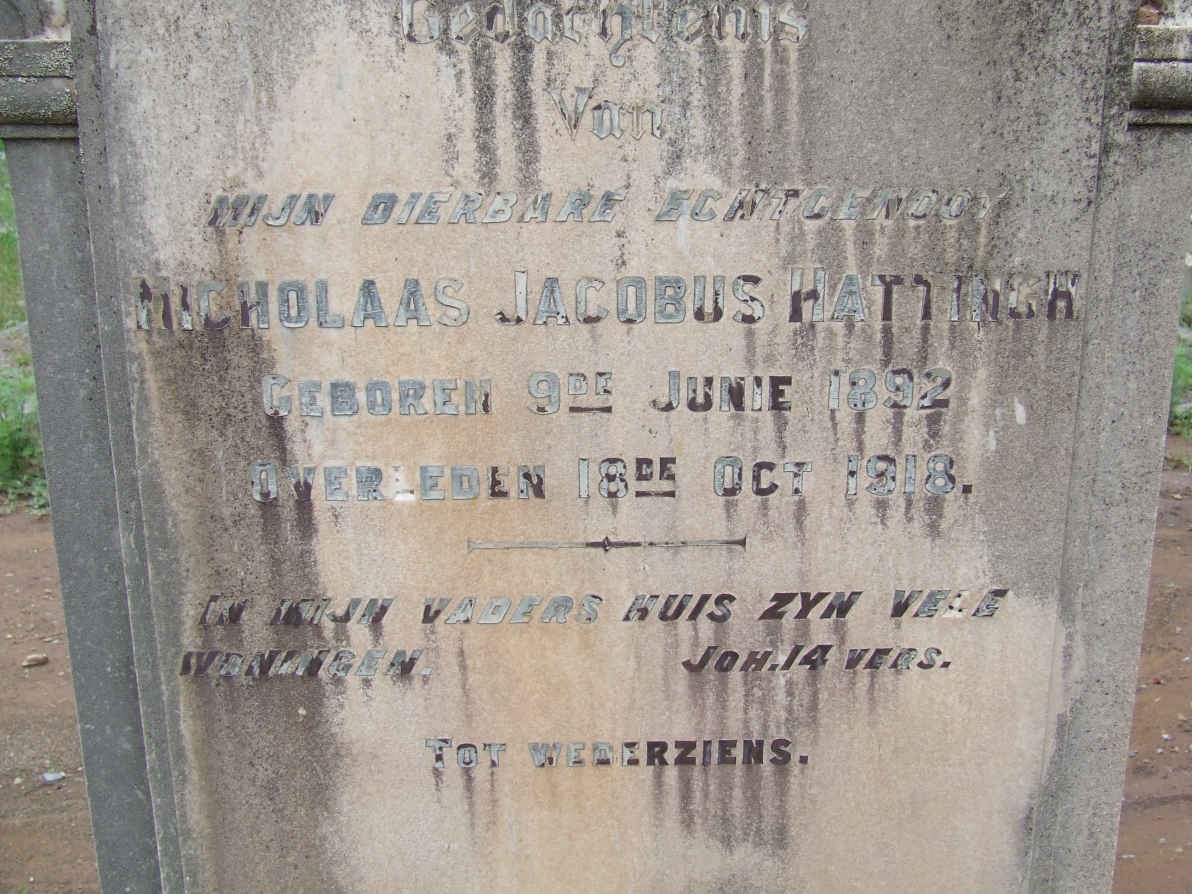 Gedachtenis
Van
MIJN DIERBARE ECHTGENOOT
NICHOLAAS JACOBUS HATTINGH
GEBOREN 9DE JUNIE 1892
OVERLEDEN 18DE OCT 1918.
IN MIJN VADERS HUIS ZYN VELE
WONINGEN. JOH. 14 VERS.
TOT WEDERZIENS.